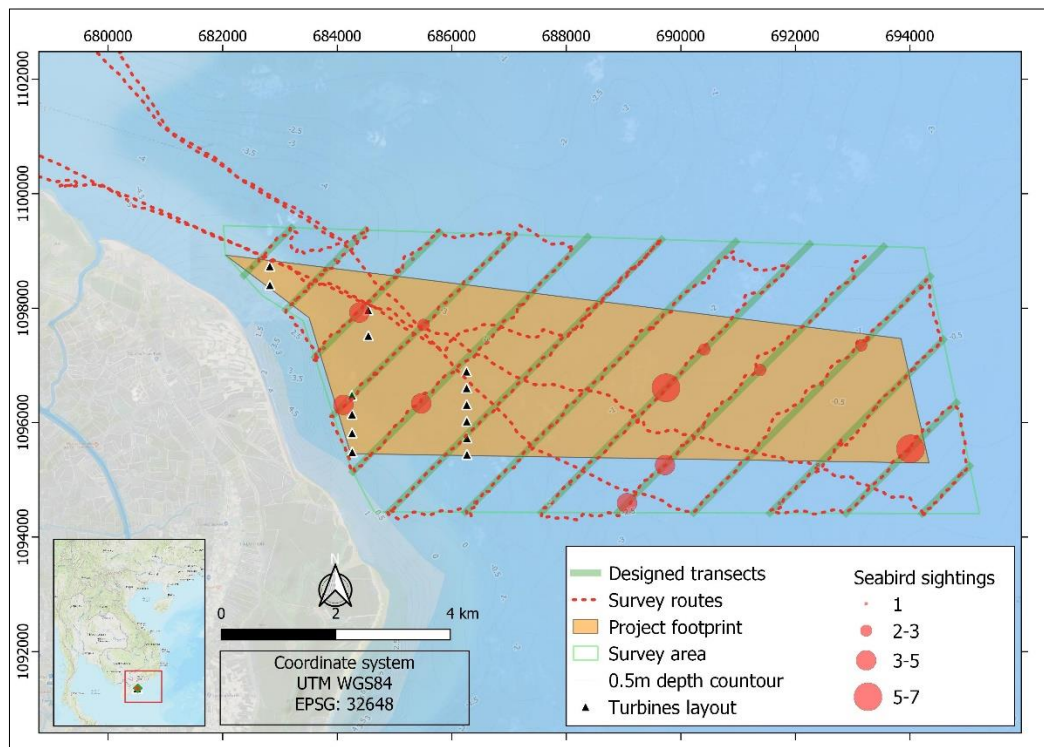 680000 682000 684000 686000 688000 690000 692000 694000
1102000
1100000
1098000
1096000
1094000
1092000
N
0 2 4 km
Coordinate system
UTM WGS84
EPSG: 32648
Designed transects
Survey routes
Project footprint
Survey area
0.5m depth countour
Turbines layout
Seabird sightings
1
2-3
3-5
5-7